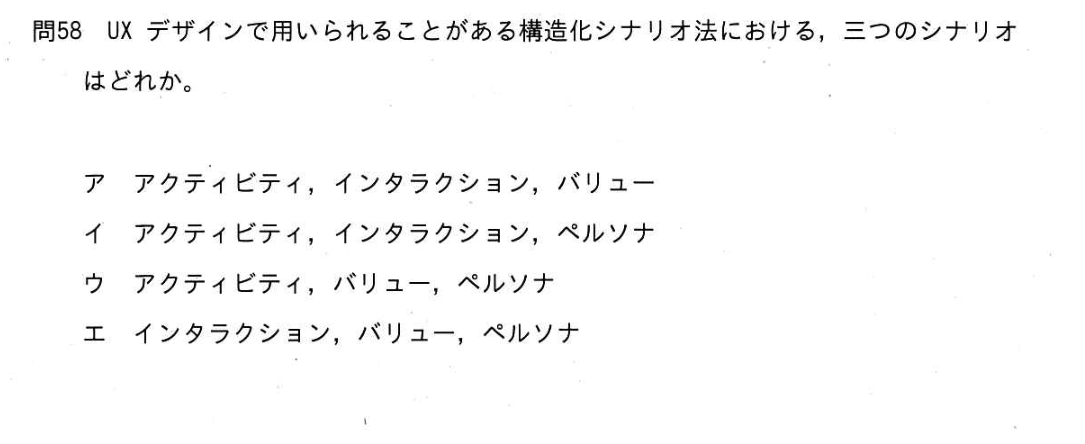 問58 UX デザインで用いられることがある構造化シナリオ法における，三つのシナリオ
はどれか。
ア アクティビティ，インタラクション，バリュー
イ アクティビティ，インタラクション，ペルソナ
ウ アクティビティ，バリュー，ペルソナ
エ インタラクション，バリュー，ペルソナ